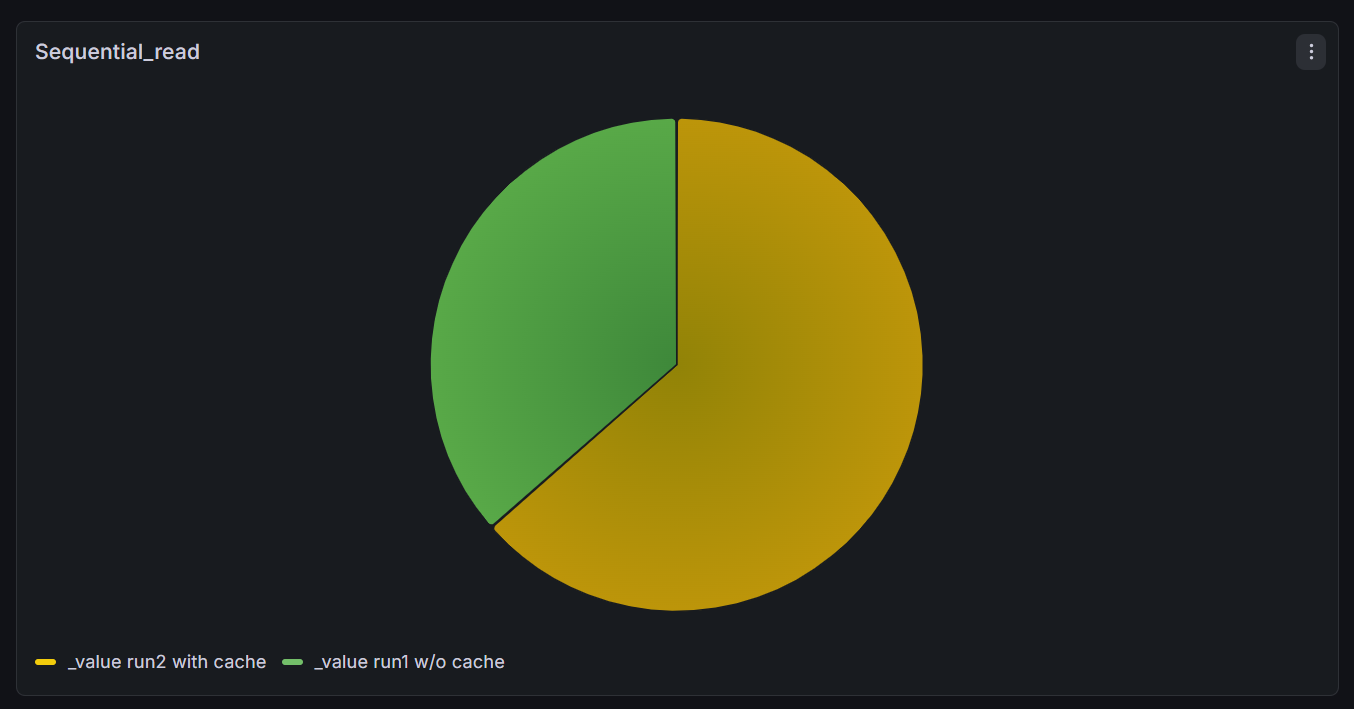 Sequential_read
_value run2 with cache _value run1 w/o cache